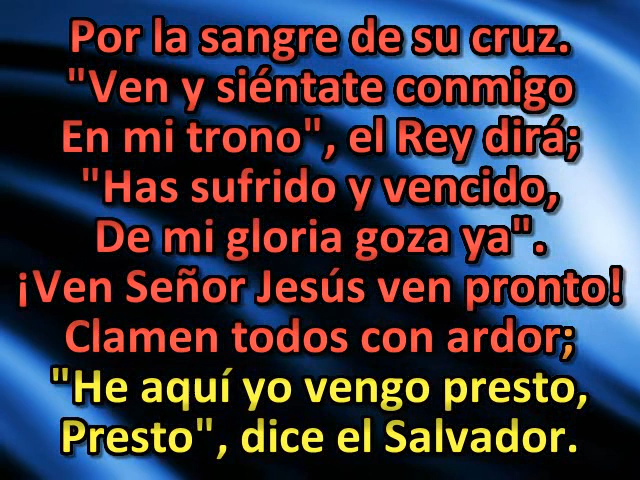 Por la sangre de su cruz.
"Ven y siéntate conmigo
En mi trono", el Rey dirá;
"Has sufrido y vencido,
De mi gloria goza ya".
¡Ven Señor Jesús ven pronto!
Clamen todos con ardor;
"He aquí yo vengo presto,
Presto", dice el Salvador.